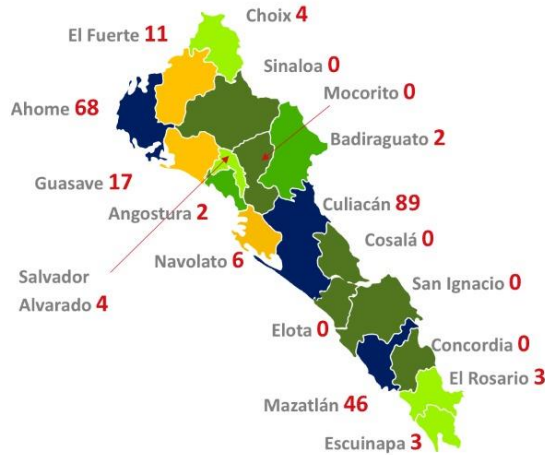 Choix 4
El Fuerte 11
Sinaloa 0
Mocorito 0
Ahome 68
Badiraguato 2
Guasave 17
Culiacán 89
Angostura 2
Cosalá 0
Navolato 6
Salvador
Alvarado 4
San Ignacio 0
Elota 0
Concordia 0
El Rosario 3
Mazatlán 46
Escuinapa 3